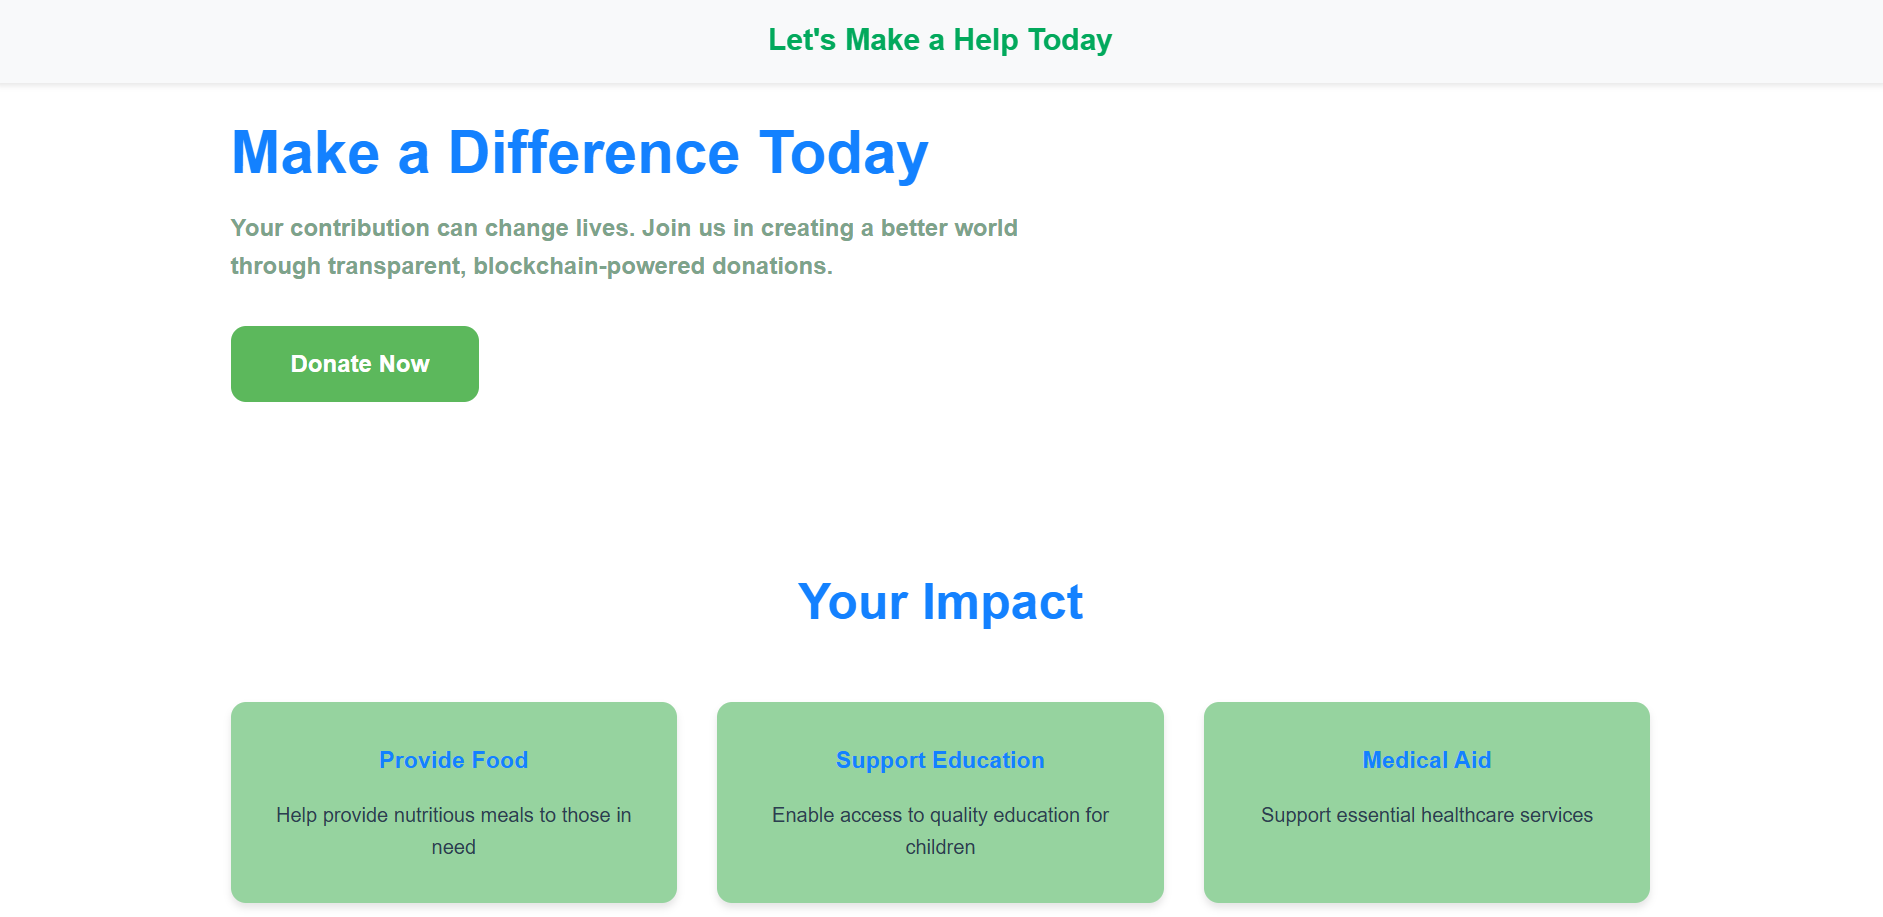 Let's Make a Help Today
Make a Difference Today
Your contribution can change lives. Join us in creating a better world
through transparent, blockchain-powered donations.
Donate Now
Your Impact
Provide Food
Help provide nutritious meals to those in
need
Support Education
Enable access to quality education for
children
Medical Aid
Support essential healthcare services